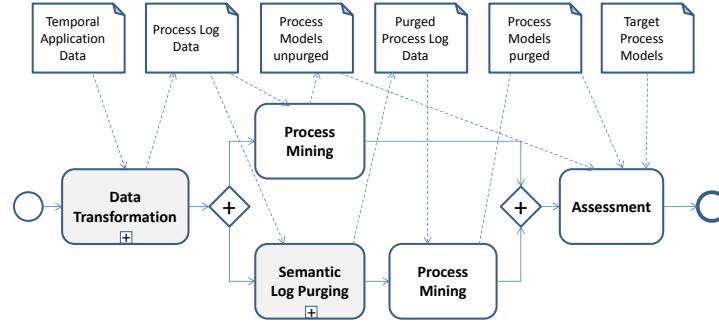 Temporal
Application
Data
Process Log
Data
Process
Models
unpurged
Purged
Process Log
Data
Process
Models
purged
Target
Process
Models
Process
Mining
Data
Transformation
+
+
+
Assessment
Semantic
Log Purging
+
Process
Mining